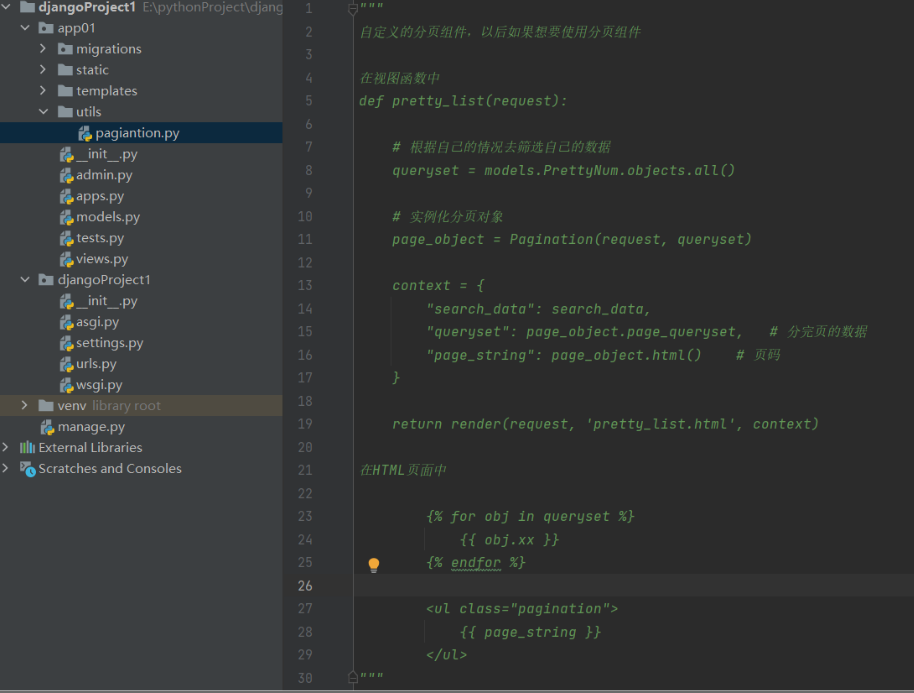 djangoProject1 E:\pythonProject\djang
app01
migrations
static
templates
utils
pagiantion.py
__init__.py
admin.py
apps.py
models.py
tests.py
views.py
djangoProject1
__init__.py
asgi.py
settings.py
urls.py
wsgi.py
venv library root
manage.py
External Libraries
Scratches and Consoles
1 """
2 自定义的分页组件，以后如果想要使用分页组件
3
4 在视图函数中
5 def pretty_list(request):
6
7 # 根据自己的情况去筛选自己的数据
8 queryset = models.PrettyNum.objects.all()
9
10 # 实例化分页对象
11 page_object = Pagination(request, queryset)
12
13 context = {
14 "search_data": search_data,
15 "queryset": page_object.page_queryset, # 分完页的数据
16 "page_string": page_object.html() # 页码
17 }
18
19 return render(request, 'pretty_list.html', context)
20
21 在HTML页面中
22
23 {% for obj in queryset %}
24 {{ obj.xx }}
25 {% endfor %}
26
27 <ul class="pagination">
28 {{ page_string }}
29 </ul>
30 """